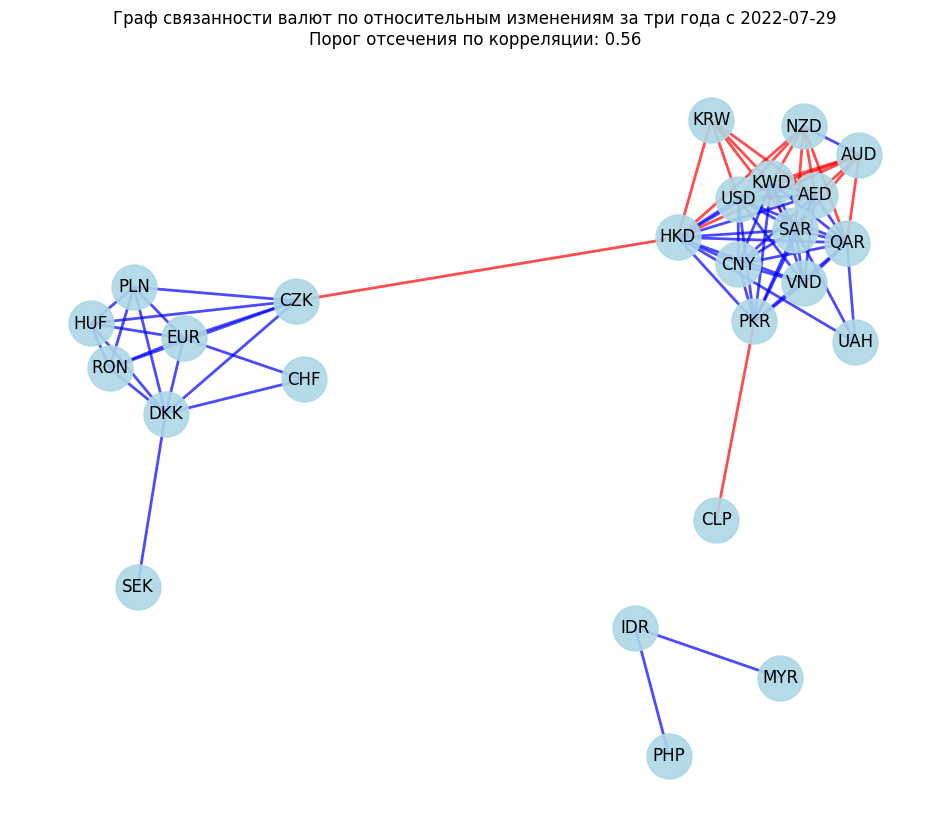 Граф связанности валют по относительным изменениям за три года с 2022-07-29
Порог отсечения по корреляции: 0.56
KRW
NZD
AUD
KWD
USD
AED
SAR
HKD
QAR
CNY
VND
PKR
UAH
PLN
CZK
HUF
EUR
RON
CHF
DKK
CLP
SEK
IDR
MYR
PHP